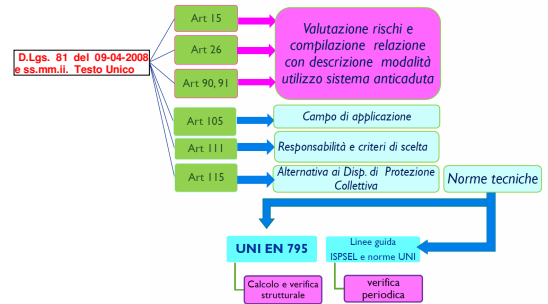 D.Lgs. 81 del 09-04-2008
e ss.mm.ii. Testo Unico
Art 15
Art 26
Art 90, 91
Valutazione rischi e
compilazione relazione
con descrizione modalità
utilizzo sistema anticaduta
Art 105
Campo di applicazione
Art 111
Responsabilità e criteri di scelta
Art 115
Alternativa ai Disp. di Protezione
Collettiva
Norme tecniche
UNI EN 795
Linee guida
ISPSEL e norme UNI
Calcolo e verifica
strutturale
verifica
periodica